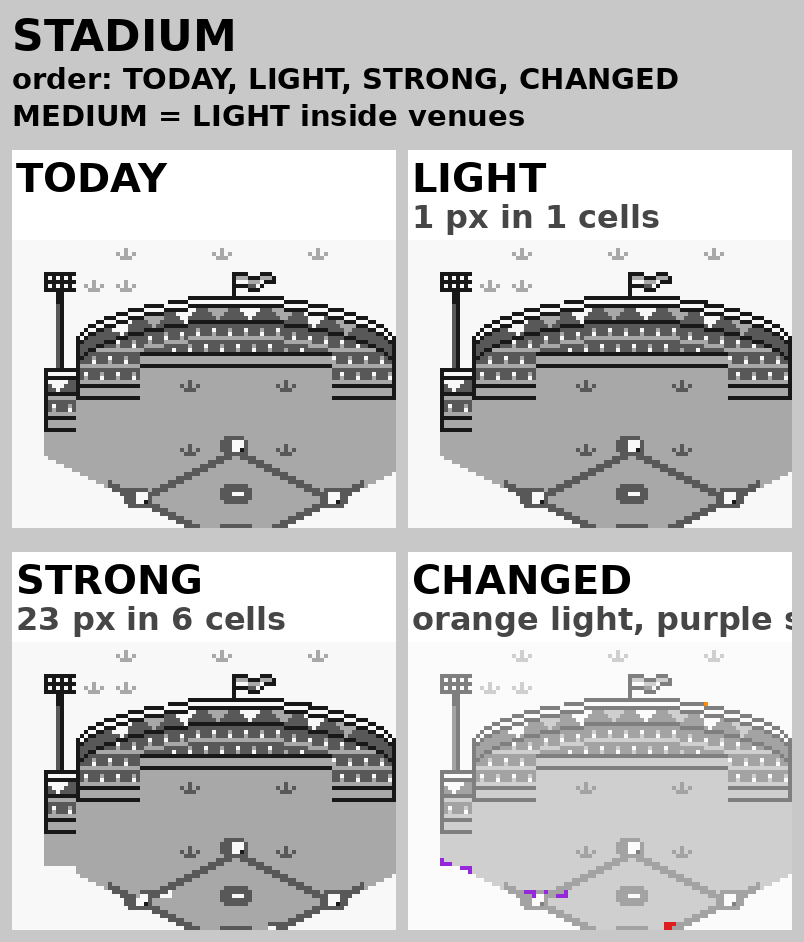 STADIUM
order: TODAY, LIGHT, STRONG, CHANGED
MEDIUM = LIGHT inside venues
TODAY
LIGHT
1 px in 1 cells
STRONG
23 px in 6 cells
CHANGED
orange light, purple s